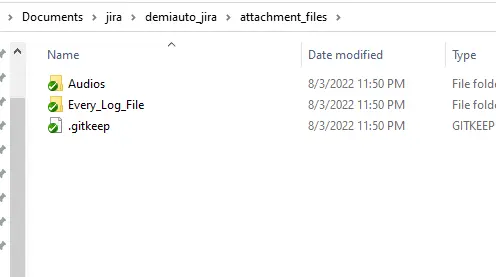 Documents > jira > demiauto_jira > attachment_files >
Name Date modified Type
Audios 8/3/2022 11:50 PM File folde
Every_Log_File 8/3/2022 11:50 PM File folde
.gitkeep 8/3/2022 11:50 PM GITKEEP